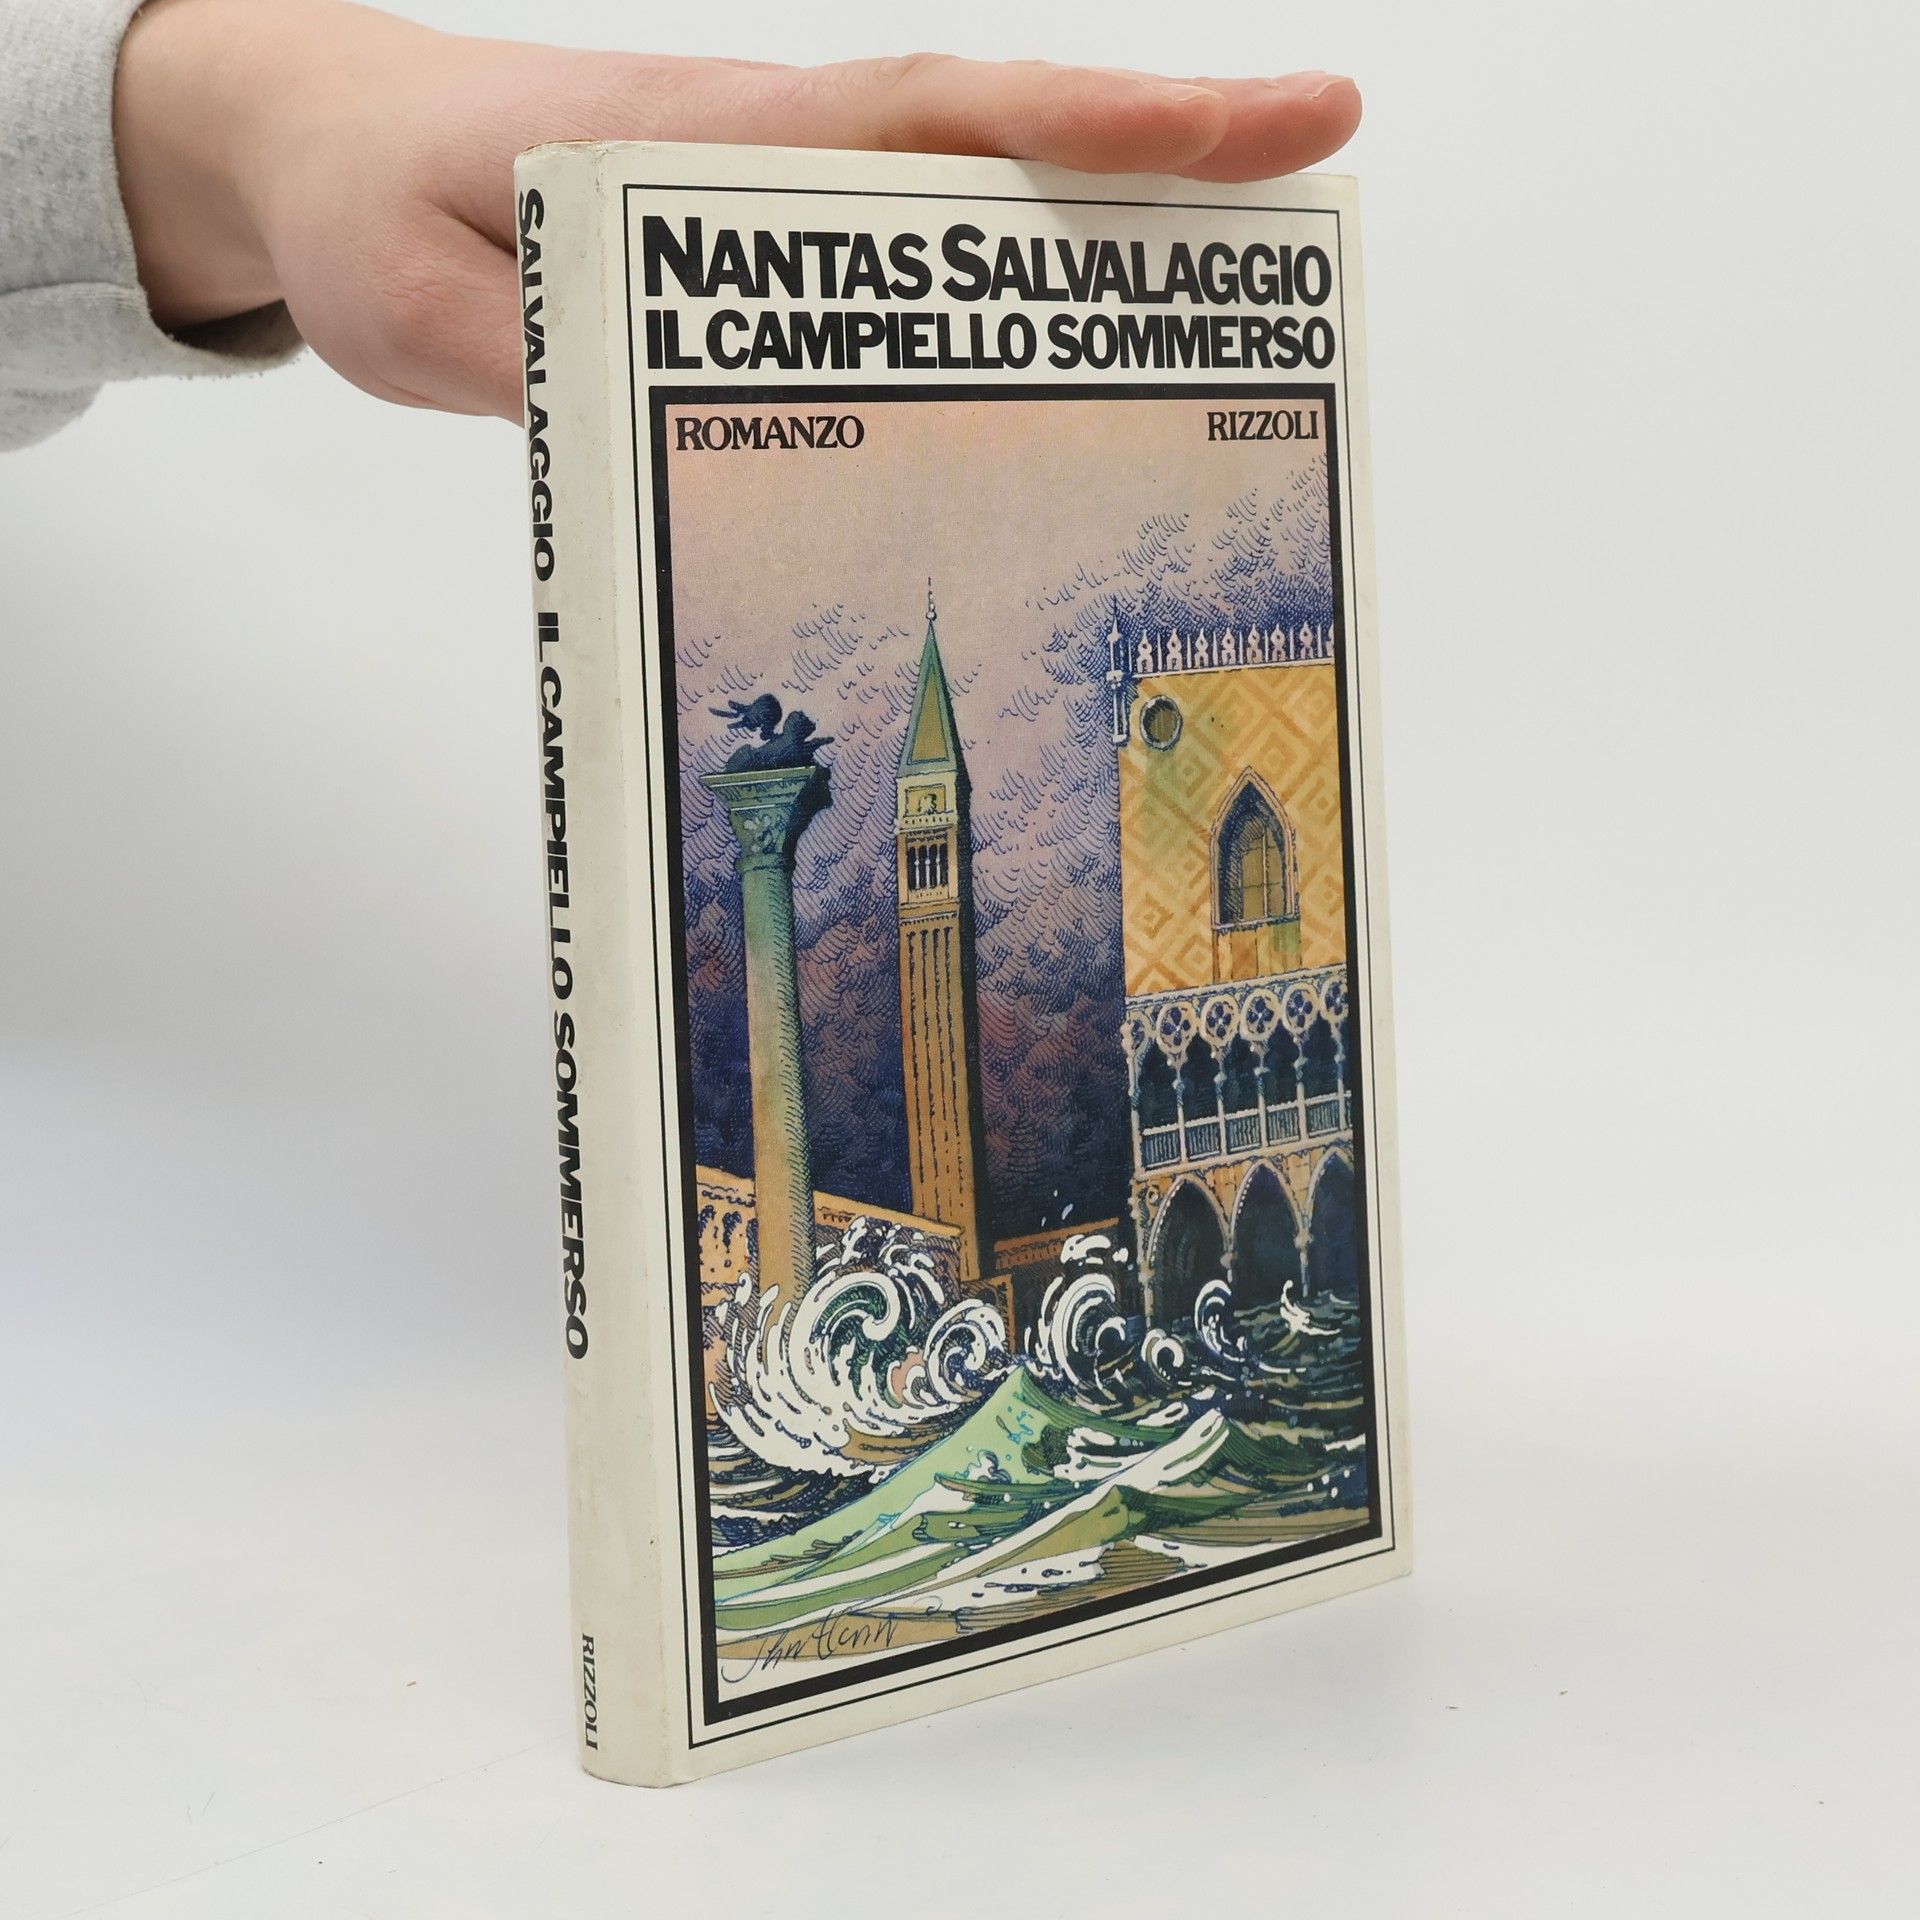 NANTAS SALVALAGGIO
IL CAMPIELLO SOMMERSO
ROMANZO
RIZZOLI
SALVALAGGIO IL CAMPIELLO SOMMERSO
RIZZOLI